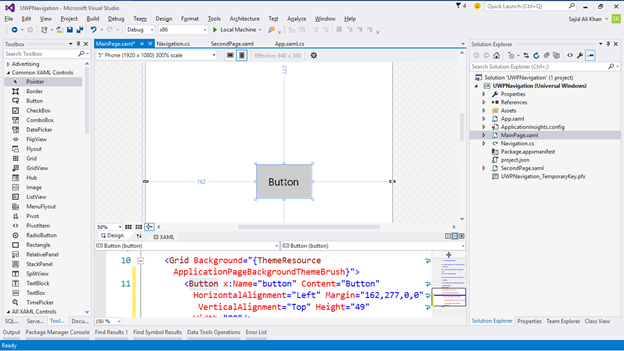 UWPNavigation - Microsoft Visual Studio
4
Quick Launch (Ctrl+Q)
File Edit View Project Build Debug Team Design Format Tools Architecture Test Analyze Window Help
Sajid Ali Khan
Debug x86 Local Machine
Toolbox
Search Toolbox
Advertising
Common XAML Controls
Pointer
Border
Button
CheckBox
ComboBox
DatePicker
FlipView
Flyout
Grid
GridView
Hub
Image
ListView
MenuFlyout
Pivot
PivotItem
RadioButton
Rectangle
RelativePanel
StackPanel
SplitView
TextBlock
TextBox
TimePicker
SQL... Serve... Tool... Docu...
MainPage.xaml* Navigation.cs SecondPage.xaml App.xaml.cs
5" Phone (1920 x 1080) 300% scale
Effective: 640 x 360
277
162
Button
50%
Design XAML
Button (button) Button (button)
10 <Grid Background="{ThemeResource
ApplicationPageBackgroundThemeBrush}">
11 <Button x:Name="button" Content="Button"
HorizontalAlignment="Left" Margin="162,277,0,0"
VerticalAlignment="Top" Height="49"
150 %
Solution Explorer
Search Solution Explorer (Ctrl+;)
Solution 'UWPNavigation' (1 project)
UWPNavigation (Universal Windows)
Properties
References
Assets
App.xaml
ApplicationInsights.config
MainPage.xaml
Navigation.cs
Package.appxmanifest
project.json
SecondPage.xaml
UWPNavigation_TemporaryKey.pfx
Solution Explorer Properties Team Explorer Class View
Output Package Manager Console Find Results 1 Find Symbol Results Data Tools Operations Error List
Ready